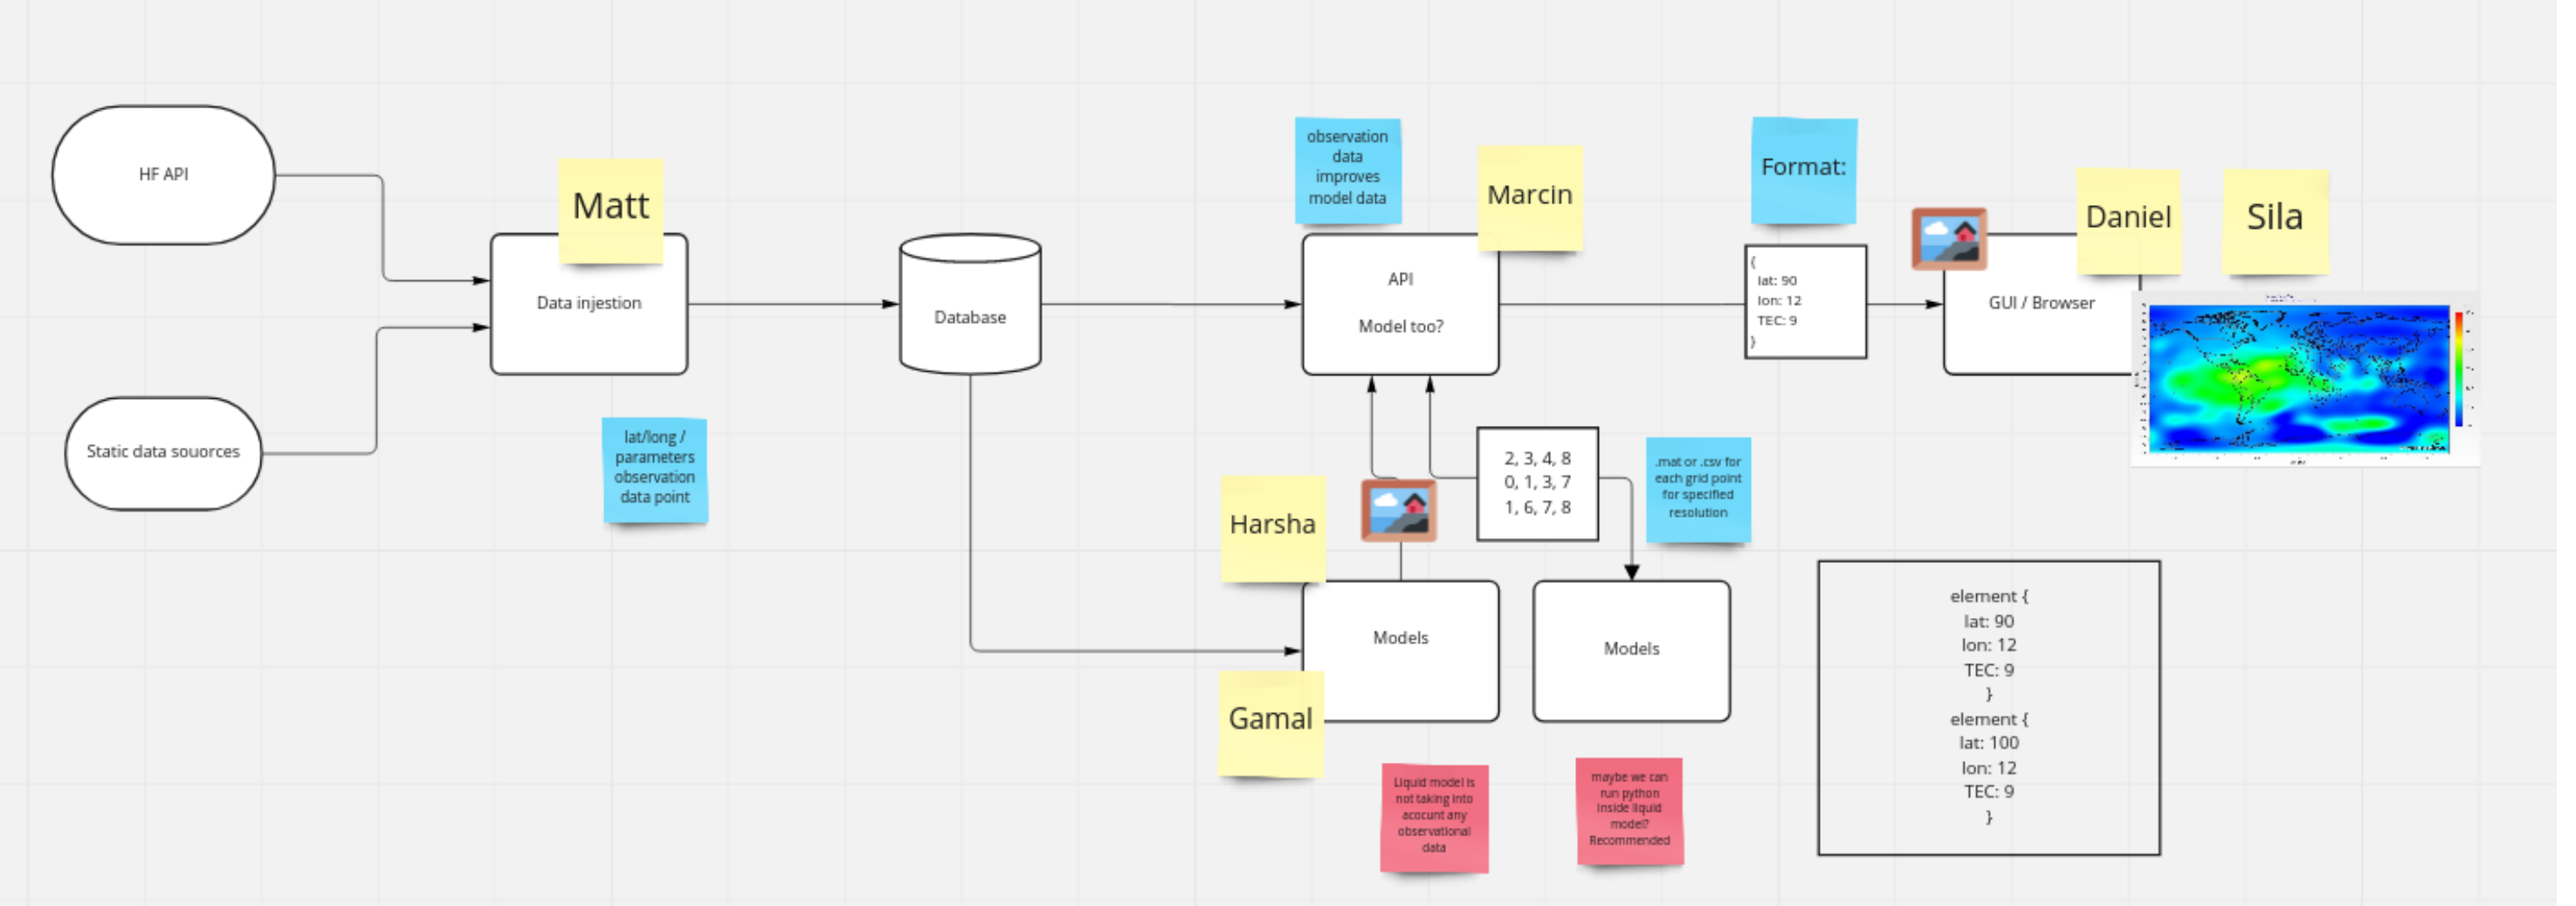 HF API
Matt
Data injestion
Static data souorces
lat/long /
parameters
observation
data point
Database
observation
data
improves
model data
Marcin
API
Model too?
Format:
{
lat: 90
lon: 12
TEC: 9
}
Daniel
Sila
GUI / Browser
Harsha
2, 3, 4, 8
0, 1, 3, 7
1, 6, 7, 8
.mat or .csv for
each grid point
for specified
resolution
Models
Models
Gamal
Liquid model is
not taking into
acocunt any
observational
data
maybe we can
run python
inside liquid
model?
Recommended
element {
lat: 90
lon: 12
TEC: 9
}
element {
lat: 100
lon: 12
TEC: 9
}